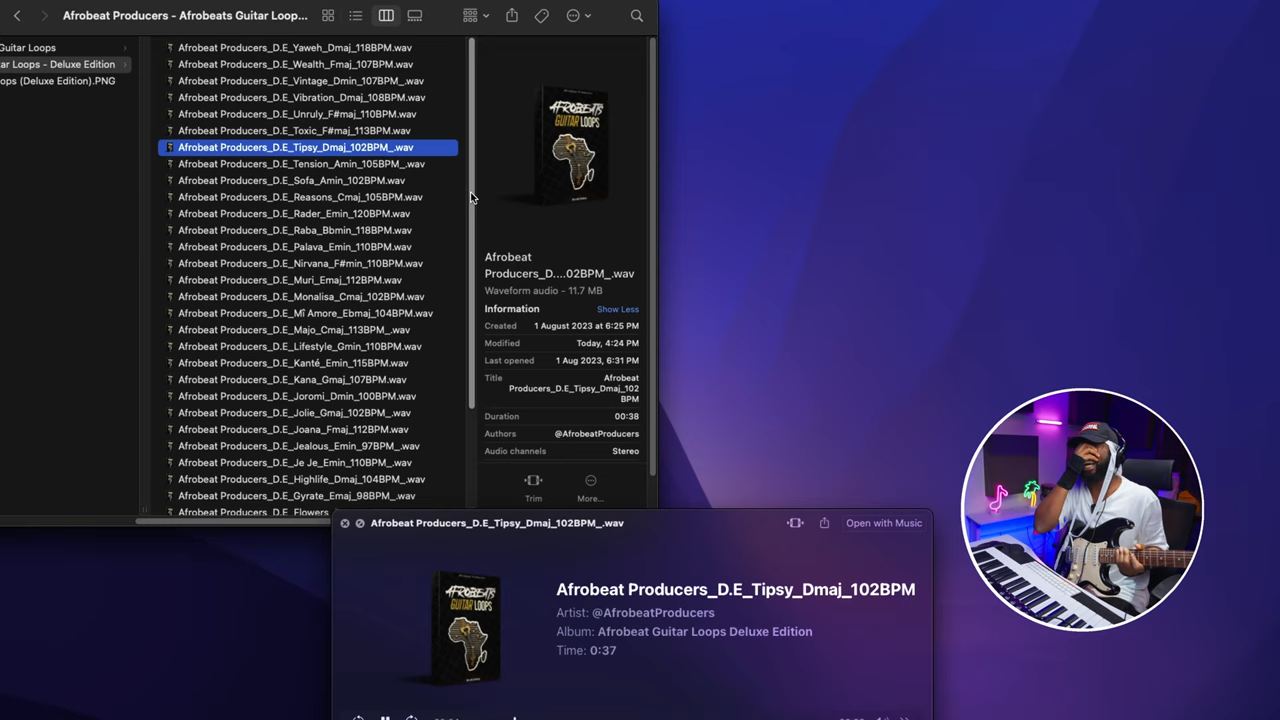 Afrobeat Producers - Afrobeats Guitar Loop...
Guitar Loops
ar Loops - Deluxe Edition
ops (Deluxe Edition).PNG
Afrobeat Producers_D.E_Yaweh_Dmaj_118BPM.wav
Afrobeat Producers_D.E_Wealth_Fmaj_107BPM.wav
Afrobeat Producers_D.E_Vintage_Dmin_107BPM_.wav
Afrobeat Producers_D.E_Vibration_Dmaj_108BPM.wav
Afrobeat Producers_D.E_Unruly_F#maj_110BPM.wav
Afrobeat Producers_D.E_Toxic_F#maj_113BPM.wav
Afrobeat Producers_D.E_Tipsy_Dmaj_102BPM_.wav
Afrobeat Producers_D.E_Tension_Amin_105BPM_.wav
Afrobeat Producers_D.E_Sofa_Amin_102BPM.wav
Afrobeat Producers_D.E_Reasons_Cmaj_105BPM.wav
Afrobeat Producers_D.E_Rader_Emin_120BPM.wav
Afrobeat Producers_D.E_Raba_Bbmin_118BPM.wav
Afrobeat Producers_D.E_Palava_Emin_110BPM.wav
Afrobeat Producers_D.E_Nirvana_F#min_110BPM.wav
Afrobeat Producers_D.E_Muri_Emaj_112BPM.wav
Afrobeat Producers_D.E_Monalisa_Cmaj_102BPM.wav
Afrobeat Producers_D.E_Mî Amore_Ebmaj_104BPM.wav
Afrobeat Producers_D.E_Majo_Cmaj_113BPM_.wav
Afrobeat Producers_D.E_Lifestyle_Gmin_110BPM.wav
Afrobeat Producers_D.E_Kanté_Emin_115BPM.wav
Afrobeat Producers_D.E_Kana_Gmaj_107BPM.wav
Afrobeat Producers_D.E_Joromi_Dmin_100BPM.wav
Afrobeat Producers_D.E_Jolie_Gmaj_102BPM_.wav
Afrobeat Producers_D.E_Joana_Fmaj_112BPM.wav
Afrobeat Producers_D.E_Jealous_Emin_97BPM_.wav
Afrobeat Producers_D.E_Je Je_Emin_110BPM_.wav
Afrobeat Producers_D.E_Highlife_Dmaj_104BPM_.wav
Afrobeat Producers_D.E_Gyrate_Emaj_98BPM_.wav
Afrobeat Producers_D.E_Flowers
AFROBEATS
GUITAR LOOPS
Afrobeat
Producers_D....02BPM_.wav
Waveform audio - 11.7 MB
Information Show Less
Created 1 August 2023 at 6:25 PM
Modified Today, 4:24 PM
Last opened 1 Aug 2023, 6:31 PM
Title Afrobeat
Producers_D.E_Tipsy_Dmaj_102
BPM
Duration 00:38
Authors @AfrobeatProducers
Audio channels Stereo
Trim More...
Afrobeat Producers_D.E_Tipsy_Dmaj_102BPM_.wav Open with Music
AFROBEATS
GUITAR LOOPS
Afrobeat Producers_D.E_Tipsy_Dmaj_102BPM
Artist: @AfrobeatProducers
Album: Afrobeat Guitar Loops Deluxe Edition
Time: 0:37